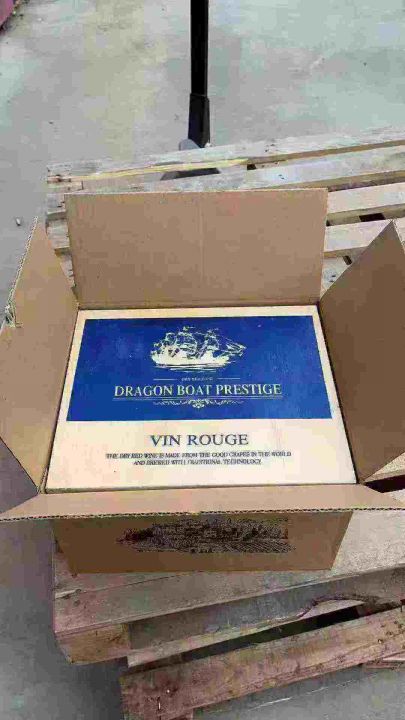 DRAGON BOAT PRESTIGE
VIN ROUGE
THE DRY RED WINE IS MADE FROM THE GOOD GRAPES IN THE WORLD
AND BREWED WITH TRADITIONAL TECHNOLOGY